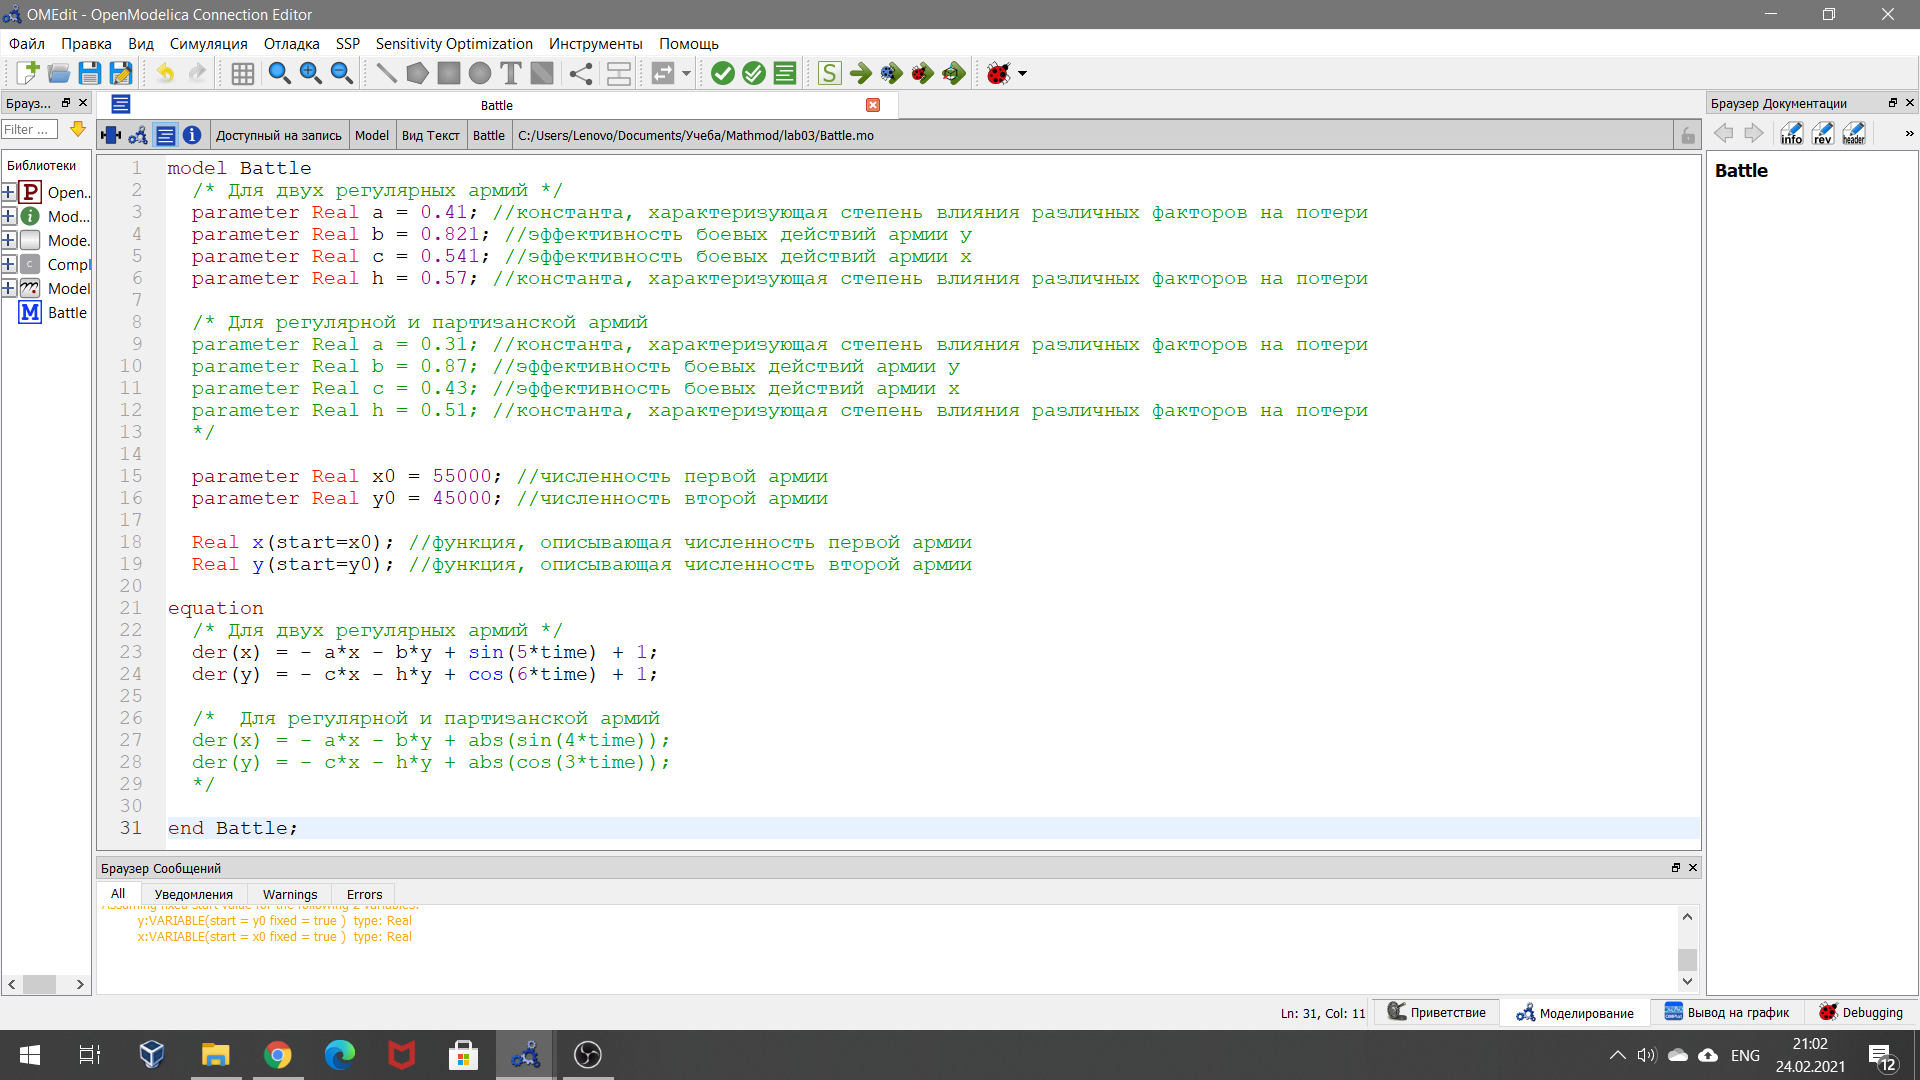 OMEdit - OpenModelica Connection Editor
Файл Правка Вид Симуляция Отладка SSP Sensitivity Optimization Инструменты Помощь
Брауз...
Battle
Браузер Документации
Filter ...
Доступный на запись Model Вид Текст Battle C:/Users/Lenovo/Documents/Учеба/Mathmod/lab03/Battle.mo
info rev header
Библиотеки
P Open..
Mod...
Mode.
Compl
Model
M Battle
1 model Battle
2 /* Для двух регулярных армий */
3 parameter Real a = 0.41; //константа, характеризующая степень влияния различных факторов на потери
4 parameter Real b = 0.821; //эффективность боевых действий армии у
5 parameter Real c = 0.541; //эффективность боевых действий армии х
6 parameter Real h = 0.57; //константа, характеризующая степень влияния различных факторов на потери
7
8 /* Для регулярной и партизанской армий
9 parameter Real a = 0.31; //константа, характеризующая степень влияния различных факторов на потери
10 parameter Real b = 0.87; //эффективность боевых действий армии у
11 parameter Real c = 0.43; //эффективность боевых действий армии х
12 parameter Real h = 0.51; //константа, характеризующая степень влияния различных факторов на потери
13 */
14
15 parameter Real x0 = 55000; //численность первой армии
16 parameter Real y0 = 45000; //численность второй армии
17
18 Real x(start=x0); //функция, описывающая численность первой армии
19 Real y(start=y0); //функция, описывающая численность второй армии
20
21 equation
22 /* Для двух регулярных армий */
23 der(x) = - a*x - b*y + sin(5*time) + 1;
24 der(y) = - c*x - h*y + cos(6*time) + 1;
25
26 /*  Для регулярной и партизанской армий
27 der(x) = - a*x - b*y + abs(sin(4*time));
28 der(y) = - c*x - h*y + abs(cos(3*time));
29 */
30
31 end Battle;
Battle
Браузер Сообщений
All Уведомления Warnings Errors
Assuming fixed start value for the following 2 variables:
y:VARIABLE(start = y0 fixed = true ) type: Real
x:VARIABLE(start = x0 fixed = true ) type: Real
Ln: 31, Col: 11 Приветствие Моделирование Вывод на график Debugging
ENG
21:02
24.02.2021
12